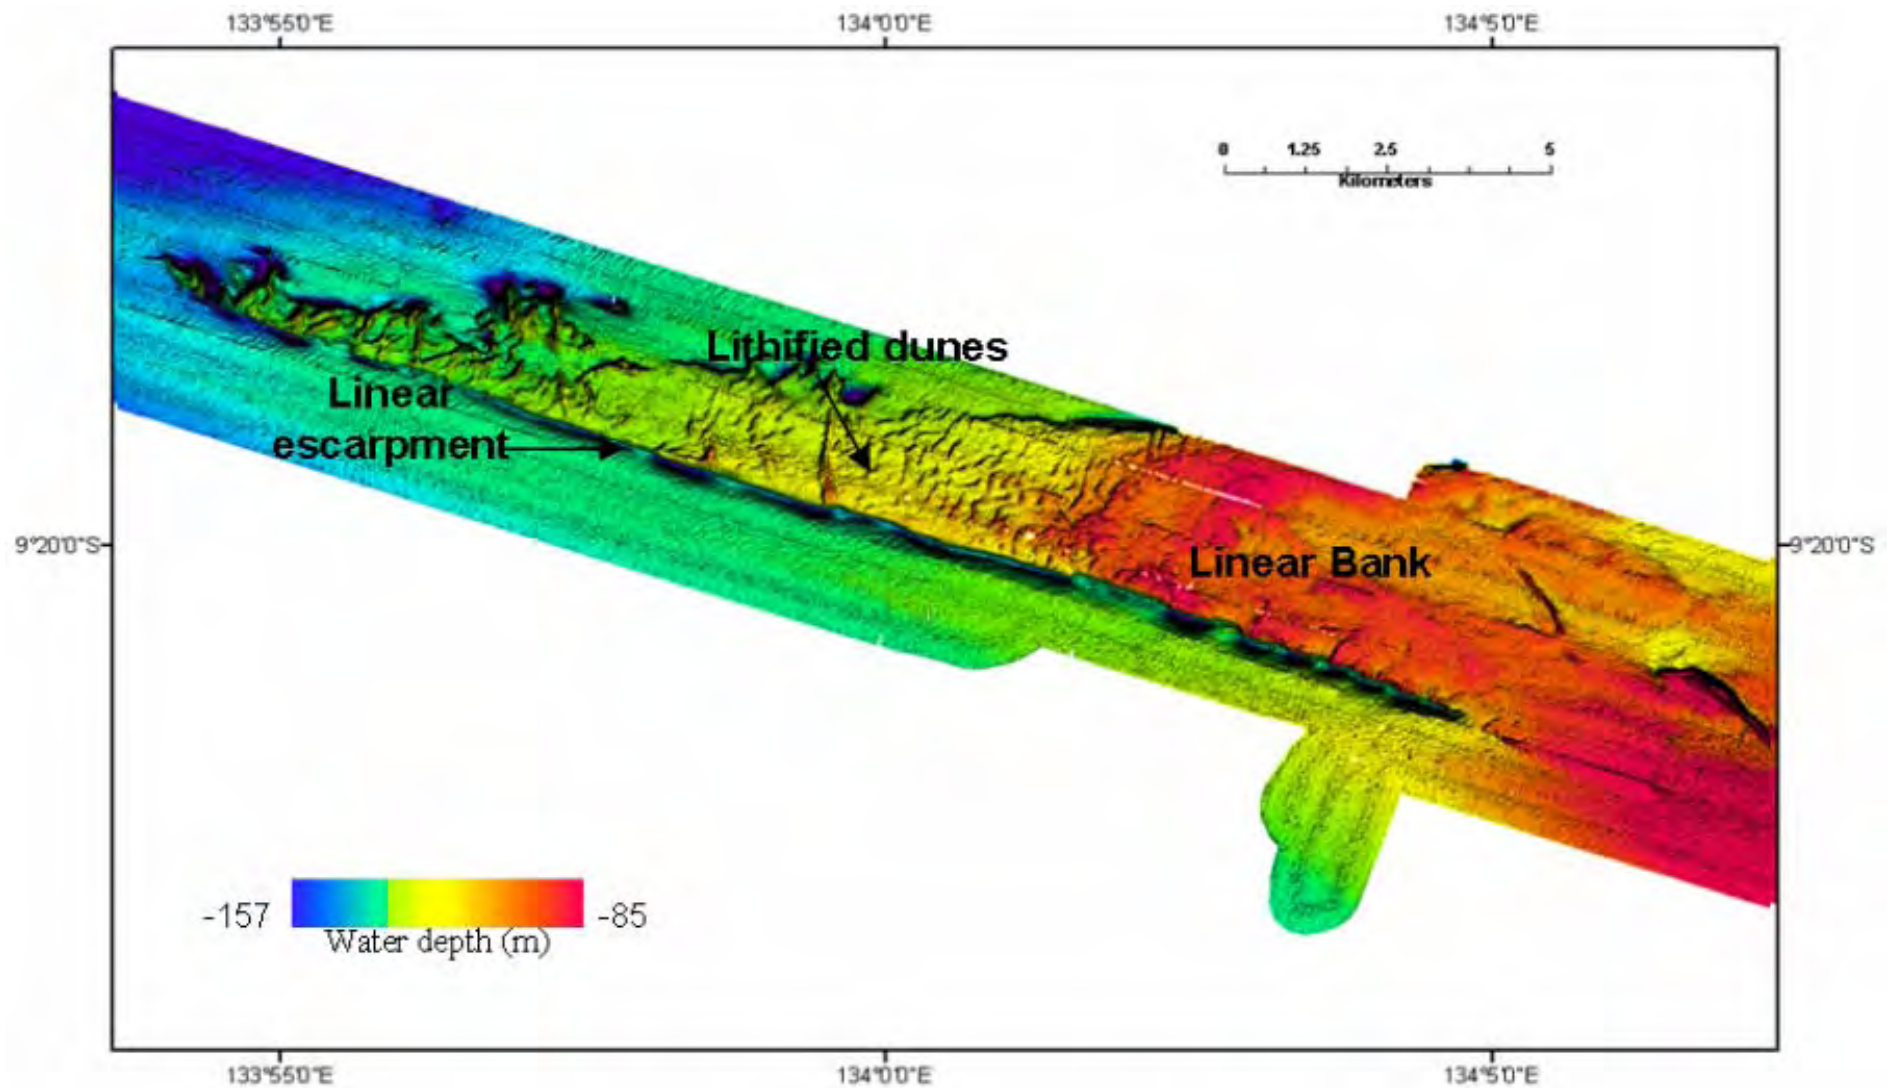 133°55'0"E 134°0'0"E 134°5'0"E
0 1.25 2.5 5
Kilometers
Lithified dunes
Linear
escarpment
9°20'0"S 9°20'0"S
Linear Bank
-157 -85
Water depth (m)
133°55'0"E 134°0'0"E 134°5'0"E